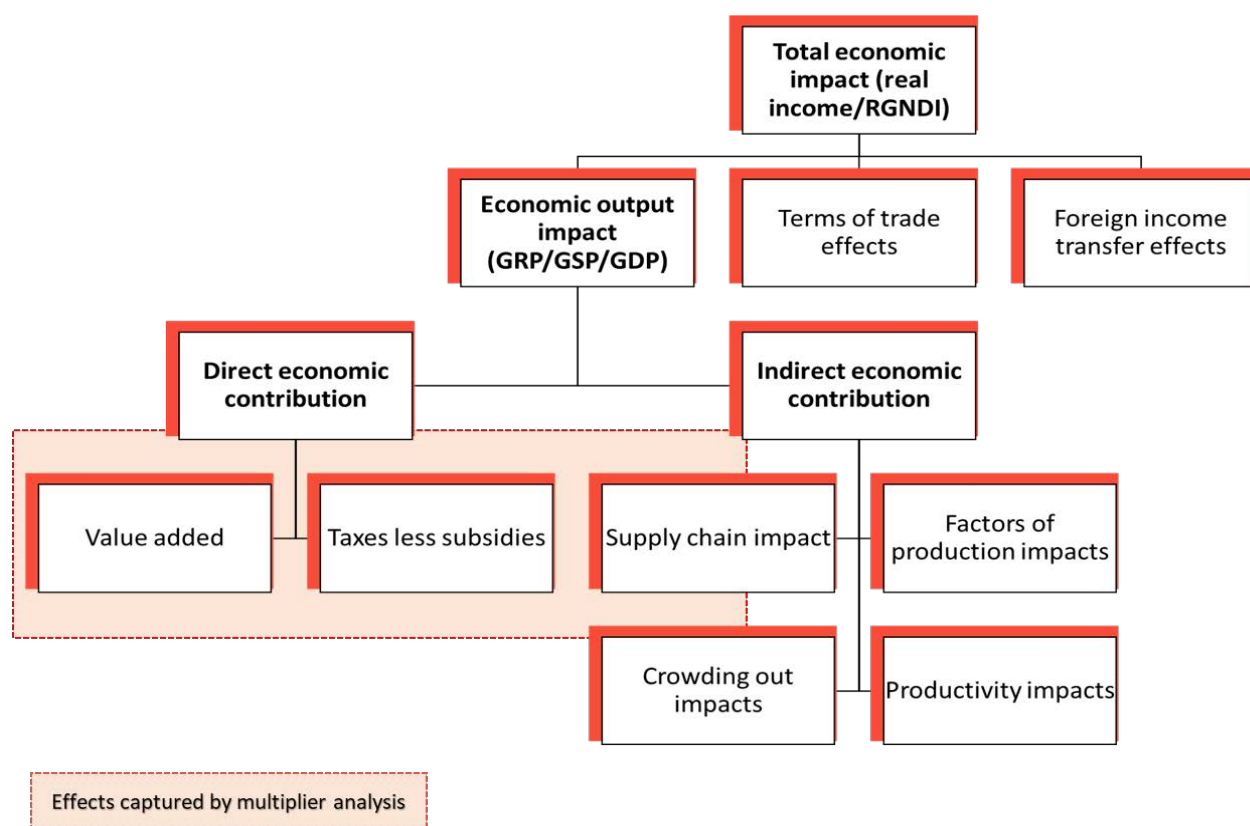 Total economic
impact (real
income/RGNDI)
Economic output
impact
(GRP/GSP/GDP)
Terms of trade
effects
Foreign income
transfer effects
Direct economic
contribution
Indirect economic
contribution
Value added
Taxes less subsidies
Supply chain impact
Factors of
production impacts
Crowding out
impacts
Productivity impacts
Effects captured by multiplier analysis